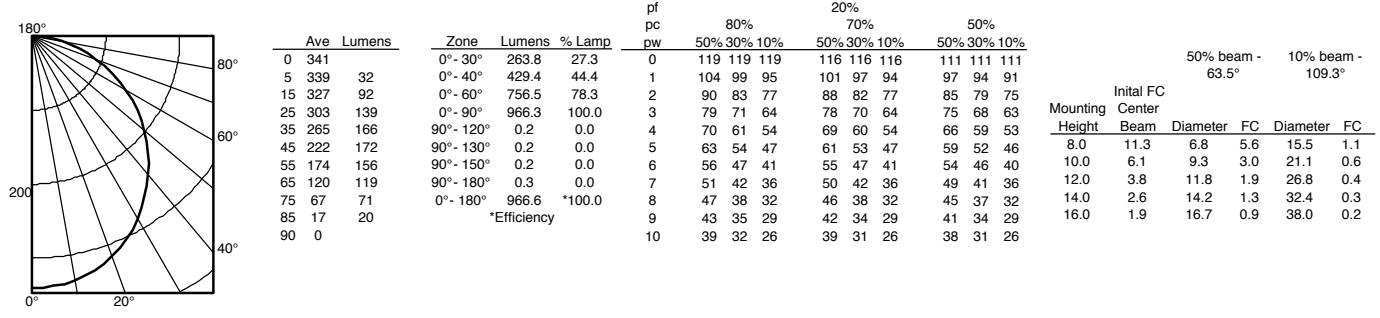 180°
80°
60°
40°
200
0° 20°
Ave Lumens
0 341
5 339 32
15 327 92
25 303 139
35 265 166
45 222 172
55 174 156
65 120 119
75 67 71
85 17 20
90 0
Zone Lumens % Lamp
0°- 30° 263.8 27.3
0°- 40° 429.4 44.4
0°- 60° 756.5 78.3
0°- 90° 966.3 100.0
90°- 120° 0.2 0.0
90°- 130° 0.2 0.0
90°- 150° 0.2 0.0
90°- 180° 0.3 0.0
0°- 180° 966.6 *100.0
*Efficiency
pf 20%
pc 80% 70% 50%
pw 50% 30% 10% 50% 30% 10% 50% 30% 10%
0 119 119 119 116 116 116 111 111 111
1 104 99 95 101 97 94 97 94 91
2 90 83 77 88 82 77 85 79 75
3 79 71 64 78 70 64 75 68 63
4 70 61 54 69 60 54 66 59 53
5 63 54 47 61 53 47 59 52 46
6 56 47 41 55 47 41 54 46 40
7 51 42 36 50 42 36 49 41 36
8 47 38 32 46 38 32 45 37 32
9 43 35 29 42 34 29 41 34 29
10 39 32 26 39 31 26 38 31 26
50% beam - 10% beam -
63.5° 109.3°
Inital FC
Mounting Center
Height Beam Diameter FC Diameter FC
8.0 11.3 6.8 5.6 15.5 1.1
10.0 6.1 9.3 3.0 21.1 0.6
12.0 3.8 11.8 1.9 26.8 0.4
14.0 2.6 14.2 1.3 32.4 0.3
16.0 1.9 16.7 0.9 38.0 0.2